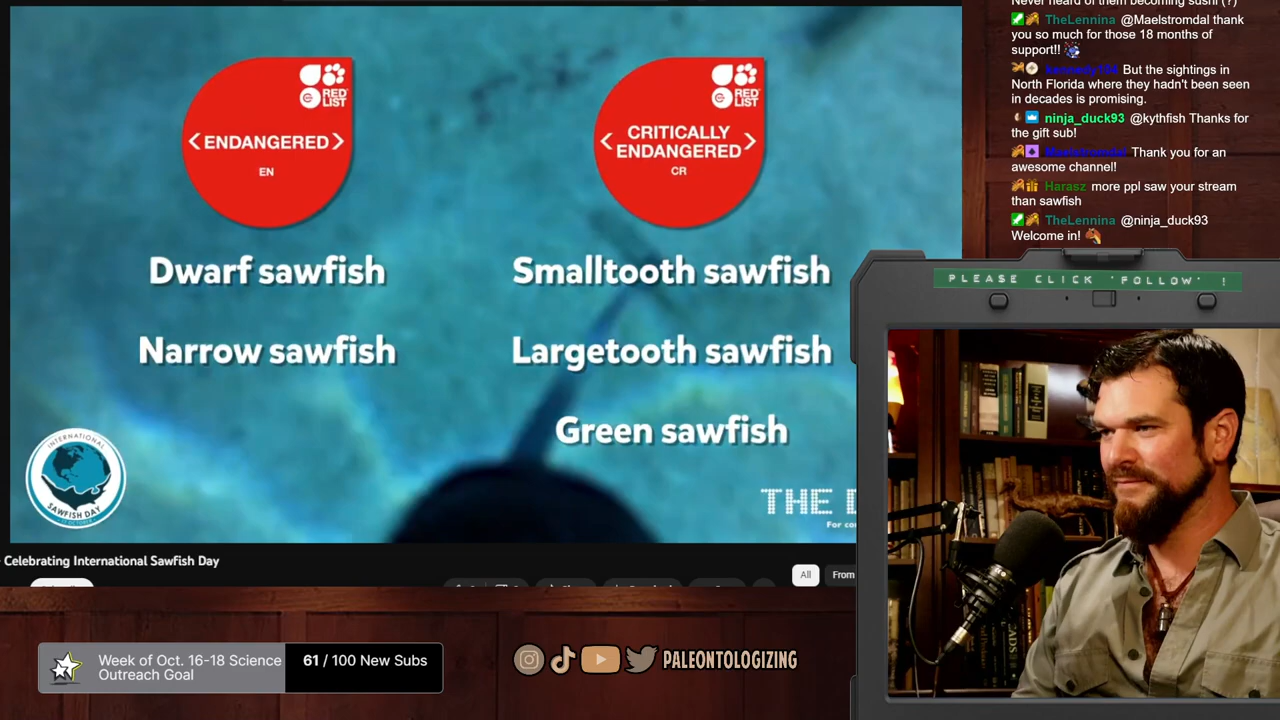 RED
LIST
< ENDANGERED >
EN
Dwarf sawfish
Narrow sawfish
RED
LIST
< CRITICALLY
ENDANGERED >
CR
Smalltooth sawfish
Largetooth sawfish
Green sawfish
INTERNATIONAL
SAWFISH DAY
THE D
For co
Celebrating International Sawfish Day
All
From
Never heard of them becoming sushi (?)
TheLennina @Maelstromdal thank
you so much for those 18 months of
support!!
But the sightings in
North Florida where they hadn't been seen
in decades is promising.
ninja_duck93 @kythfish Thanks for
the gift sub!
Maelstromdal Thank you for an
awesome channel!
Harasz more ppl saw your stream
than sawfish
TheLennina @ninja_duck93
Welcome in!
PLEASE CLICK 'FOLLOW' !
Week of Oct. 16-18 Science
Outreach Goal
61 / 100 New Subs
PALEONTOLOGIZING